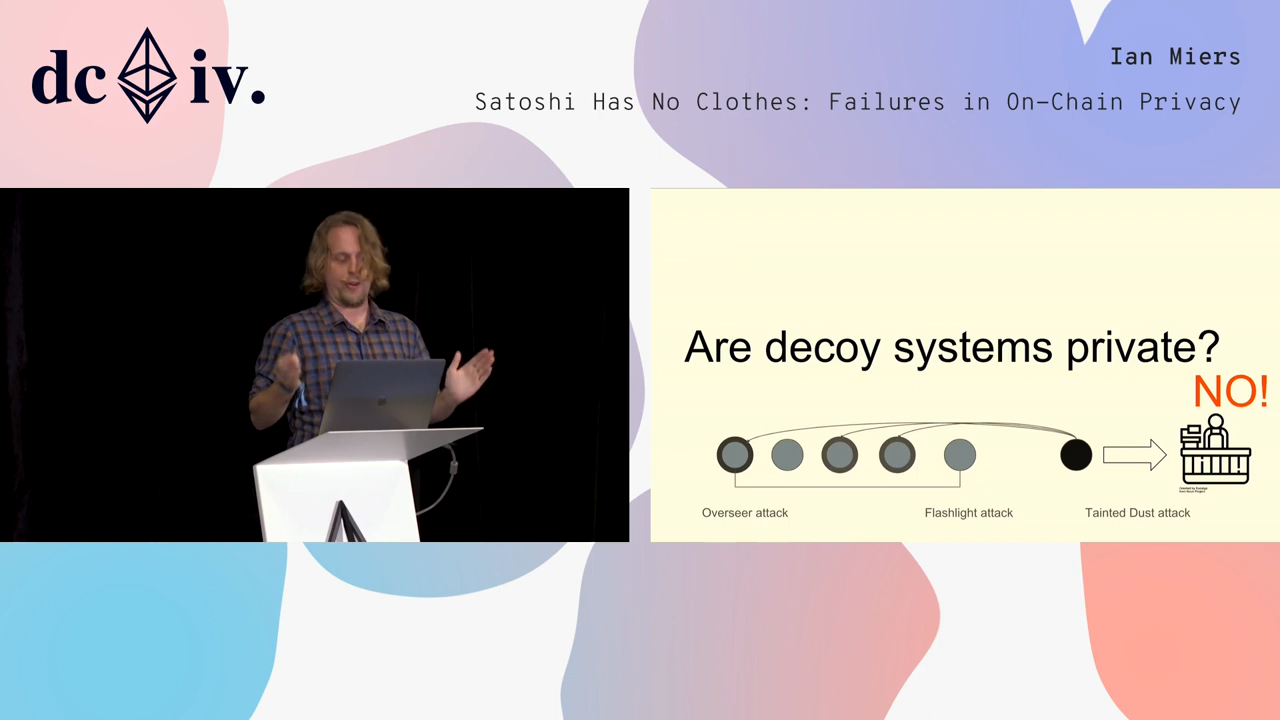 dc iv.
Ian Miers
Satoshi Has No Clothes: Failures in On-Chain Privacy
Are decoy systems private?
NO!
Overseer attack
Flashlight attack
Tainted Dust attack